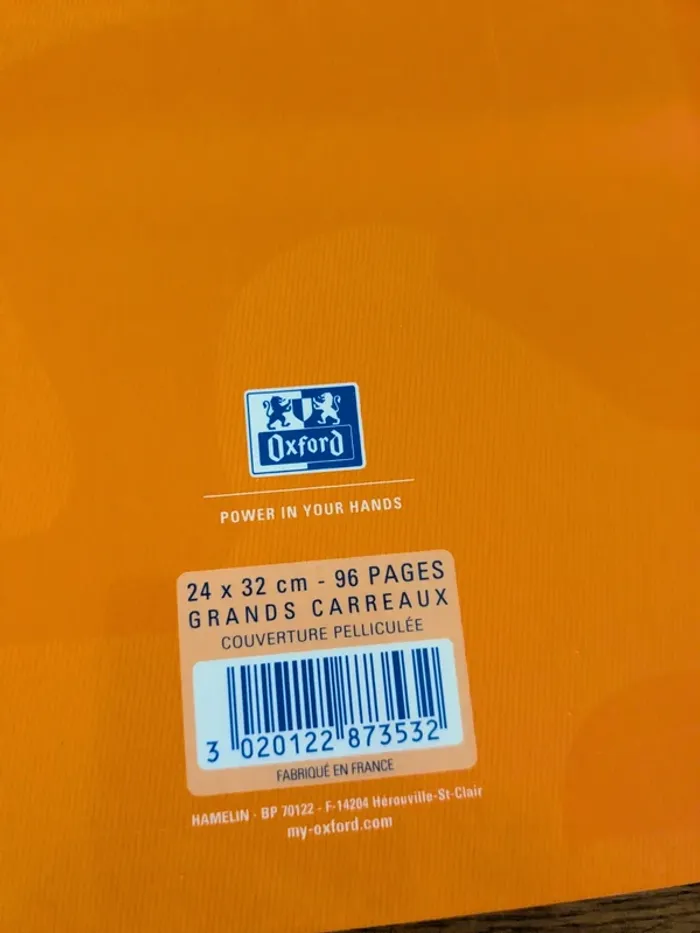 Oxford
POWER IN YOUR HANDS
24 x 32 cm - 96 PAGES
GRANDS CARREAUX
COUVERTURE PELLICULÉE
3 020122 873532
FABRIQUÉ EN FRANCE
HAMELIN - BP 70122 - F-14204 Hérouville-St-Clair
my-oxford.com